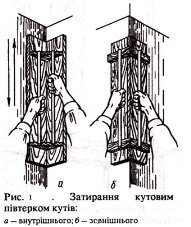 а
б
Рис. 1 . Затирання кутовим
півтерком кутів:
а – внутрішнього; б – зовнішнього